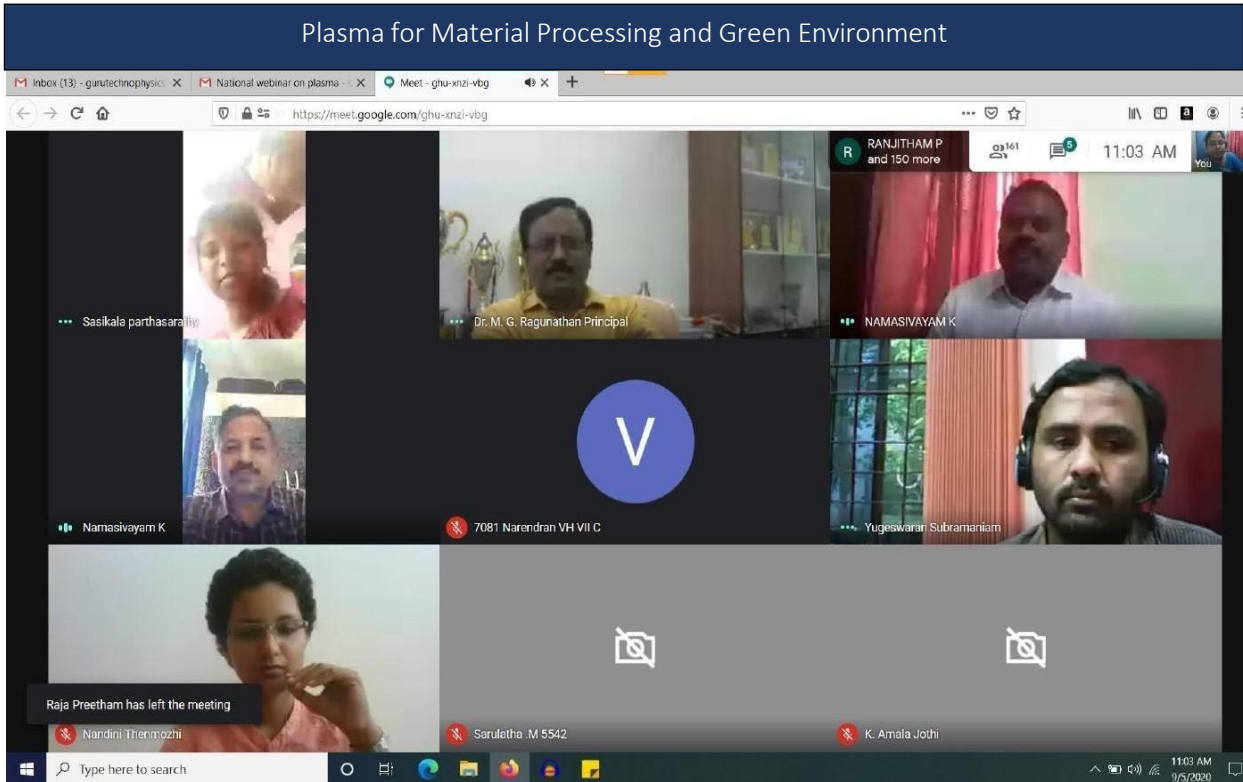 Plasma for Material Processing and Green Environment
Inbox (13) - gurutechnophysics
National webinar on plasma -
Meet - ghu-xnzi-vbg
https://meet.google.com/ghu-xnzi-vbg
R
RANJITHAM P
and 150 more
161
5
11:03 AM
You
Sasikala parthasarathy
Dr. M. G. Ragunathan Principal
NAMASIVAYAM K
Namasivayam K
V
7081 Narendran VH VII C
Yugeswaran Subramaniam
Raja Preetham has left the meeting
Nandini Thenmozhi
Sarulatha .M 5542
K. Amala Jothi
Type here to search
11:03 AM
9/5/2020